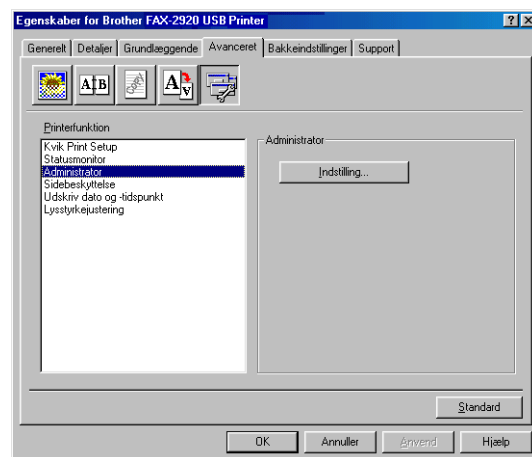 Egenskaber for Brother FAX-2920 USB Printer
Generelt Detaljer Grundlæggende Avanceret Bakkeindstillinger Support
A B A A
Printerfunktion
Kvik Print Setup
Statusmonitor
Administrator
Sidebeskyttelse
Udskriv dato og -tidspunkt
Lysstyrkejustering
Administrator
Indstilling...
Standard
OK Annuller Anvend Hjælp